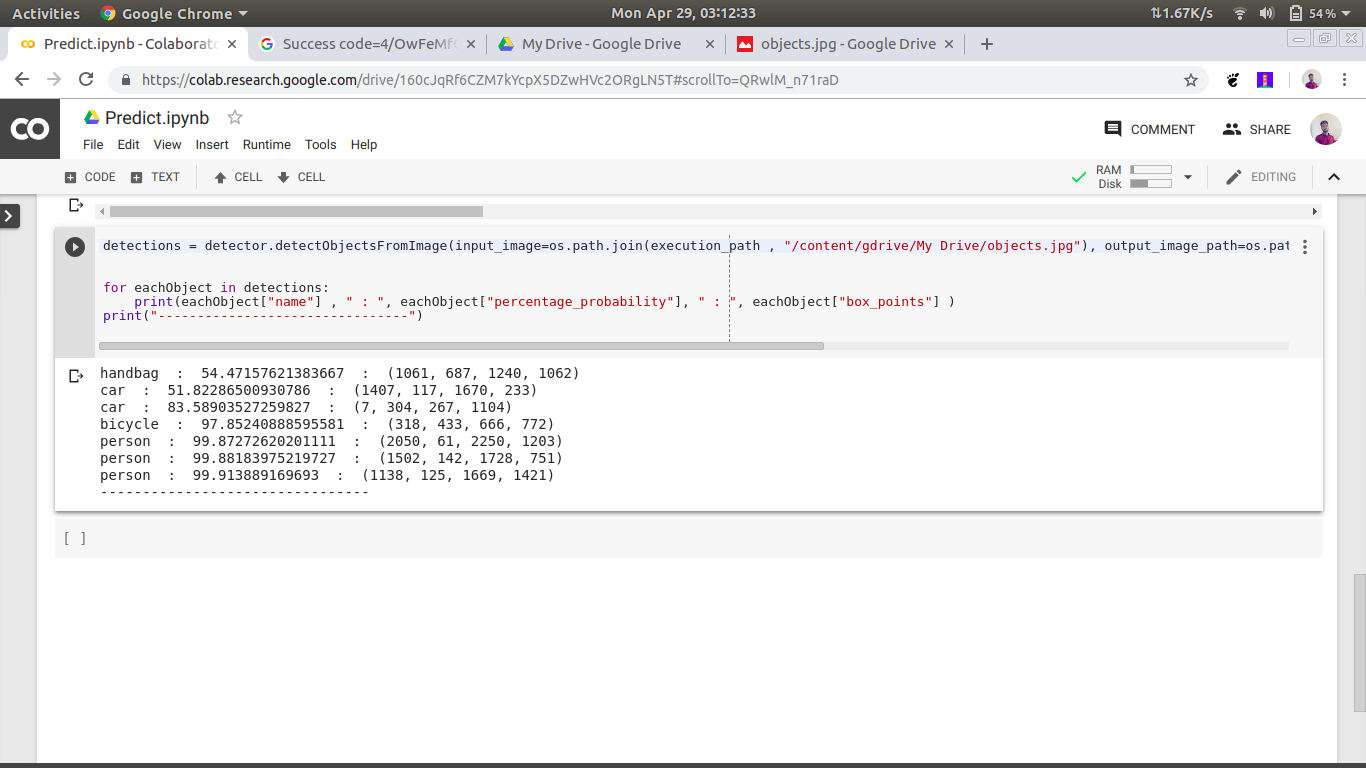 Activities Google Chrome Mon Apr 29, 03:12:33 1.67K/s 54 %
Predict.ipynb - Colaborato Success code=4/OwFeMf My Drive - Google Drive objects.jpg - Google Drive
https://colab.research.google.com/drive/160cJqRf6CZM7kYcpX5DZwHVc2ORgLN5T#scrollTo=QRwlM_n71raD
CO Predict.ipynb COMMENT SHARE
File Edit View Insert Runtime Tools Help
CODE TEXT CELL CELL RAM EDITING
Disk
detections = detector.detectObjectsFromImage(input_image=os.path.join(execution_path , "/content/gdrive/My Drive/objects.jpg"), output_image_path=os.pat
for eachObject in detections:
print(eachObject["name"] , " : ", eachObject["percentage_probability"], " : ", eachObject["box_points"] )
print("--------------------------------")
handbag : 54.47157621383667 : (1061, 687, 1240, 1062)
car : 51.82286500930786 : (1407, 117, 1670, 233)
car : 83.58903527259827 : (7, 304, 267, 1104)
bicycle : 97.85240888595581 : (318, 433, 666, 772)
person : 99.87272620201111 : (2050, 61, 2250, 1203)
person : 99.88183975219727 : (1502, 142, 1728, 751)
person : 99.913889169693 : (1138, 125, 1669, 1421)
--------------------------------
[ ]